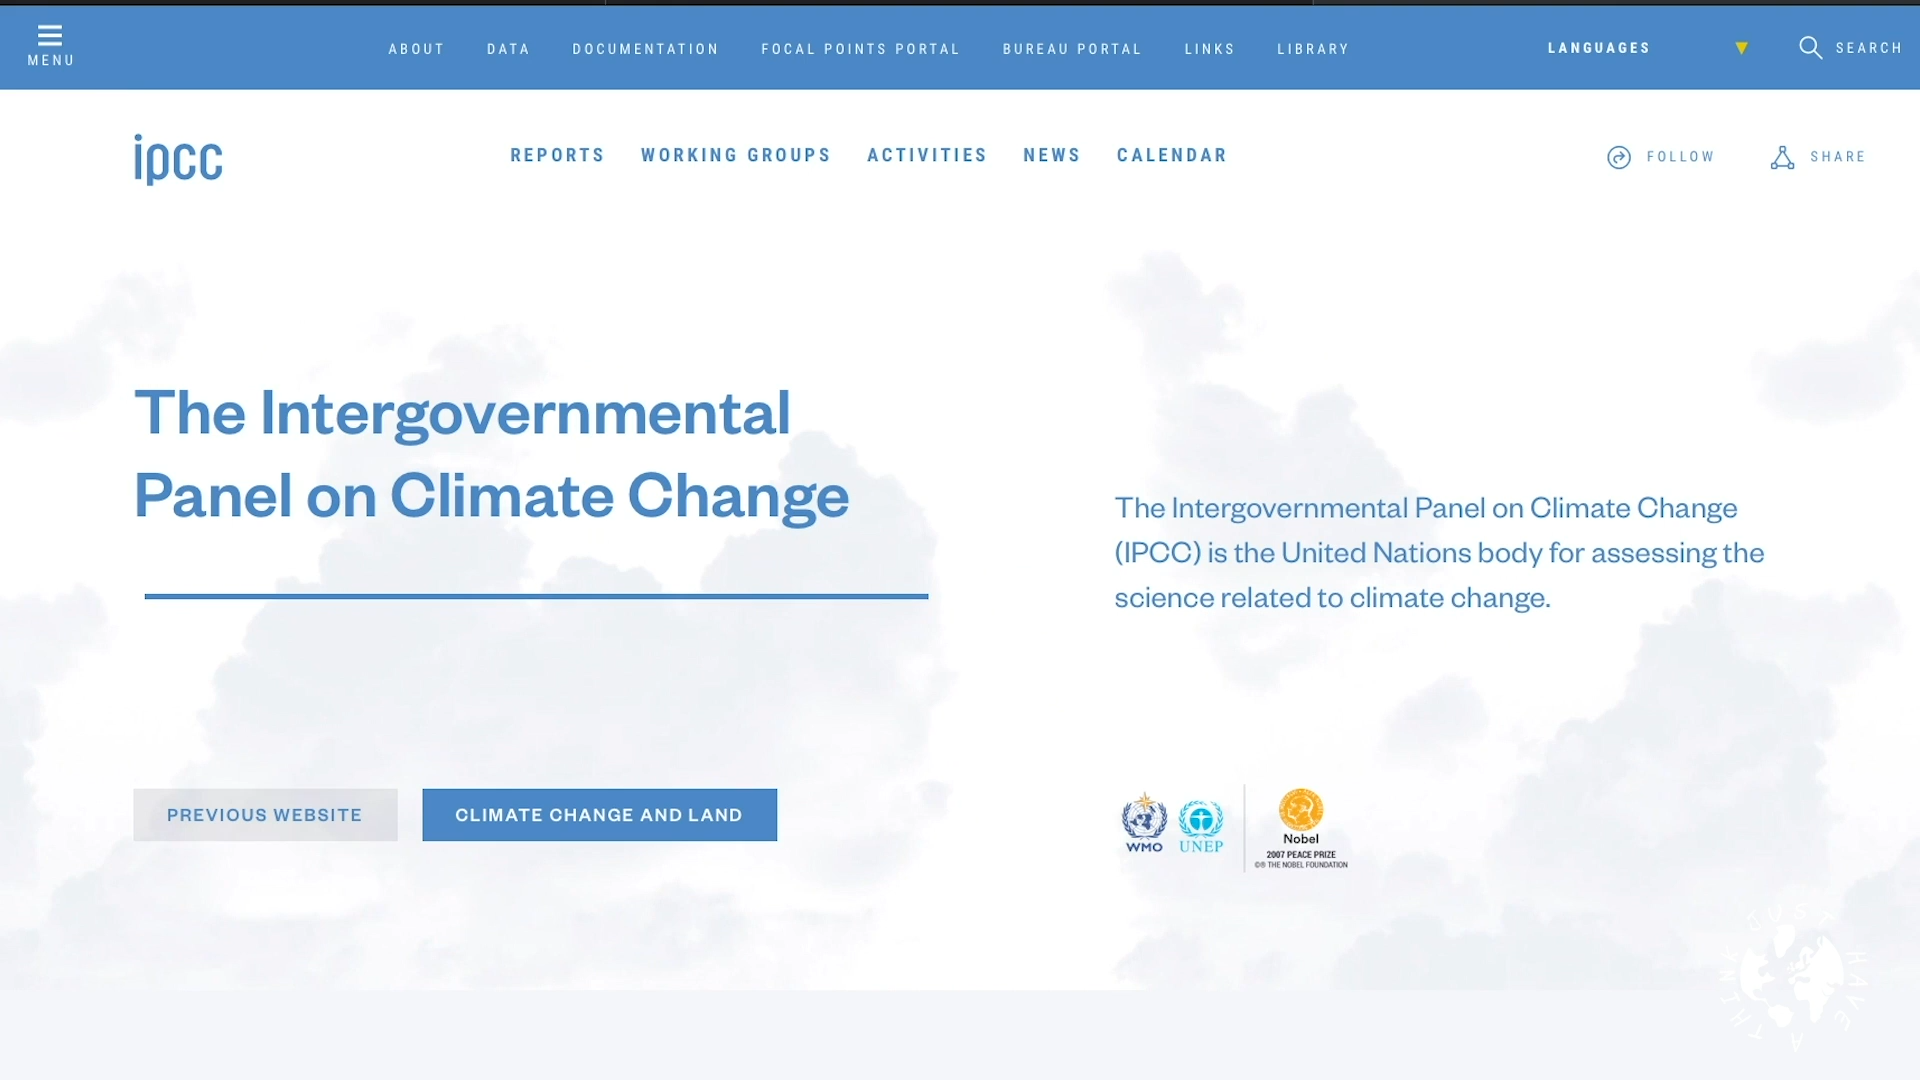 MENU
ABOUT DATA DOCUMENTATION FOCAL POINTS PORTAL BUREAU PORTAL LINKS LIBRARY
LANGUAGES
SEARCH
ipcc
REPORTS WORKING GROUPS ACTIVITIES NEWS CALENDAR
FOLLOW
SHARE
The Intergovernmental
Panel on Climate Change
The Intergovernmental Panel on Climate Change
(IPCC) is the United Nations body for assessing the
science related to climate change.
PREVIOUS WEBSITE
CLIMATE CHANGE AND LAND
WMO
UNEP
Nobel
2007 PEACE PRIZE
©® THE NOBEL FOUNDATION
JUST HAVE A THINK